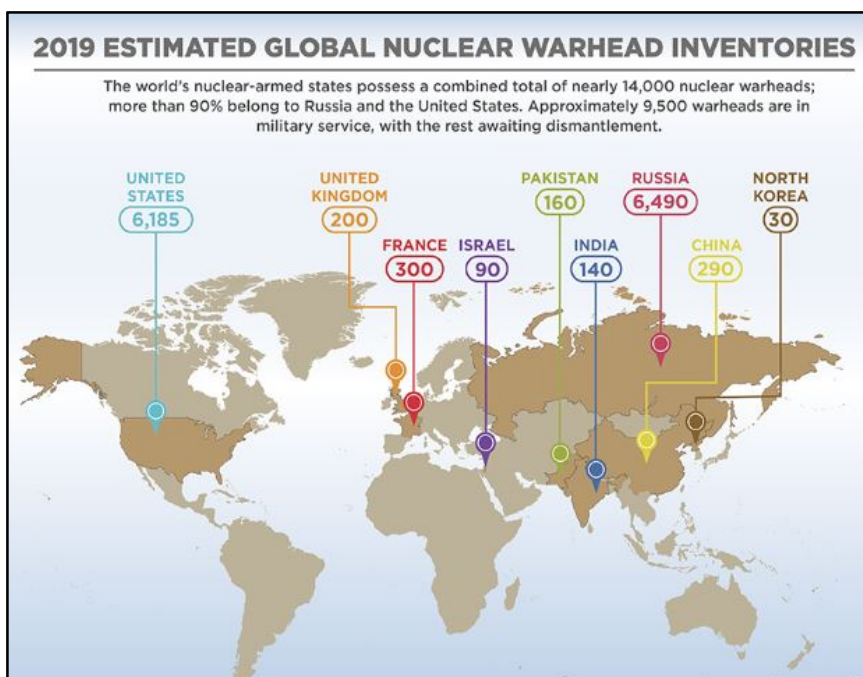 2019 ESTIMATED GLOBAL NUCLEAR WARHEAD INVENTORIES
The world's nuclear-armed states possess a combined total of nearly 14,000 nuclear warheads;
more than 90% belong to Russia and the United States. Approximately 9,500 warheads are in
military service, with the rest awaiting dismantlement.
UNITED
STATES
6,185
UNITED
KINGDOM
200
FRANCE
300
ISRAEL
90
PAKISTAN
160
INDIA
140
RUSSIA
6,490
CHINA
290
NORTH
KOREA
30